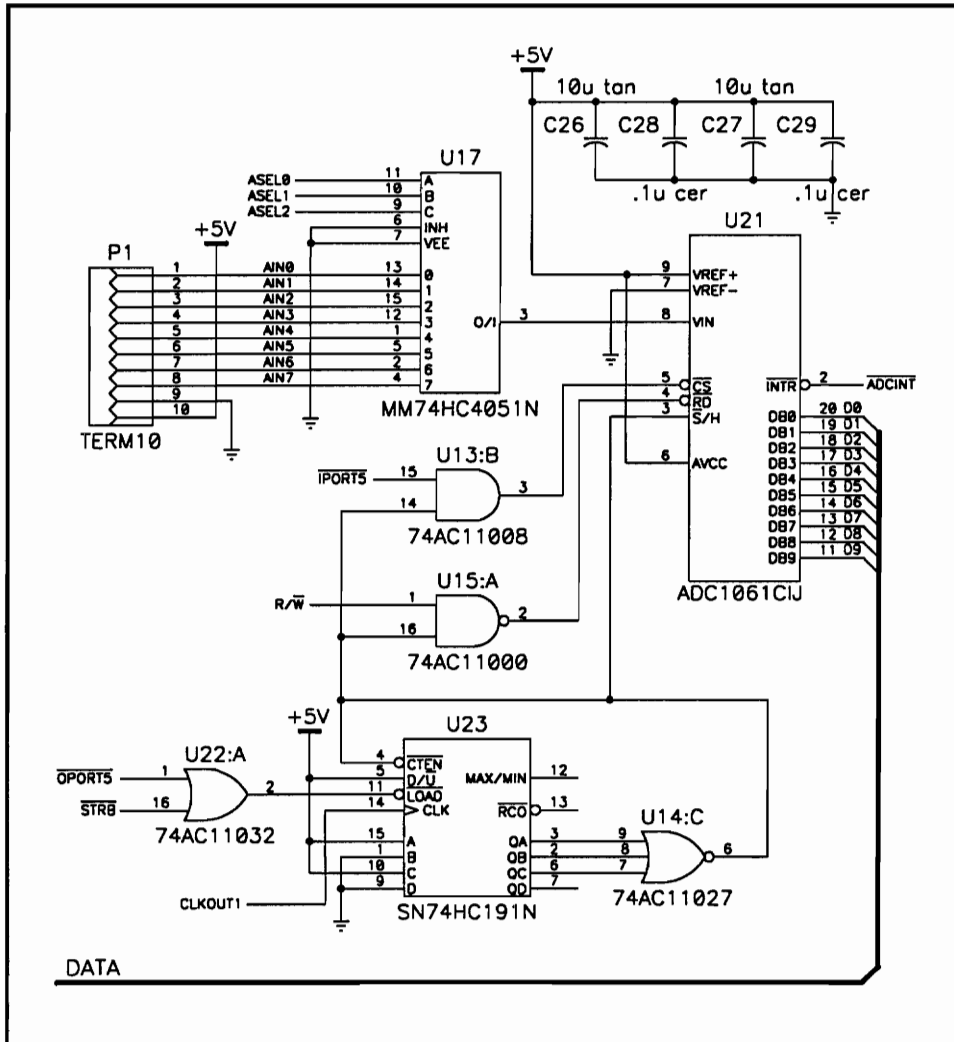 +5V
10u tan 10u tan
C26 C28 C27 C29
.1u cer .1u cer
U17
ASEL0 11 A
ASEL1 10 B
ASEL2 9 C
6 INH
7 VEE
+5V
P1
1 AIN0 13 0
2 AIN1 14 1
3 AIN2 15 2
4 AIN3 12 3
5 AIN4 1 4
6 AIN5 5 5
7 AIN6 2 6
8 AIN7 4 7
9
10
TERM10
O/I 3
MM74HC4051N
U21
9 VREF+
7 VREF-
8 VIN
5 CS
4 RD
3 S/H
6 AVCC
INTR 2 ADCINT
DB0 20 D0
DB1 19 D1
DB2 18 D2
DB3 17 D3
DB4 16 D4
DB5 15 D5
DB6 14 D6
DB7 13 D7
DB8 12 D8
DB9 11 D9
ADC1061CIJ
U13:B
IPORT5 15
14
3
74AC11008
U15:A
R/W 1
16
2
74AC11000
+5V
U23
4 CTEN
5 D/U
11 LOAD
14 CLK
15 A
1 B
10 C
9 D
MAX/MIN 12
RCO 13
QA 3
QB 2
QC 6
QD 7
SN74HC191N
U22:A
OPORT5 1
STRB 16
2
74AC11032
CLKOUT1
U14:C
9
8
7
6
74AC11027
DATA